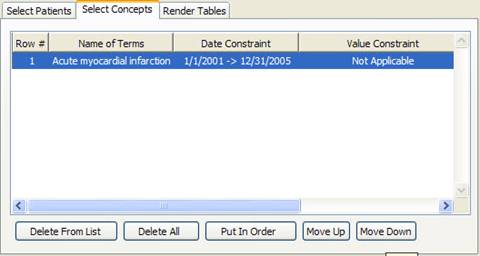 Select Patients Select Concepts Render Tables
Row # Name of Terms Date Constraint Value Constraint
1 Acute myocardial infarction 1/1/2001 -> 12/31/2005 Not Applicable
Delete From List Delete All Put In Order Move Up Move Down